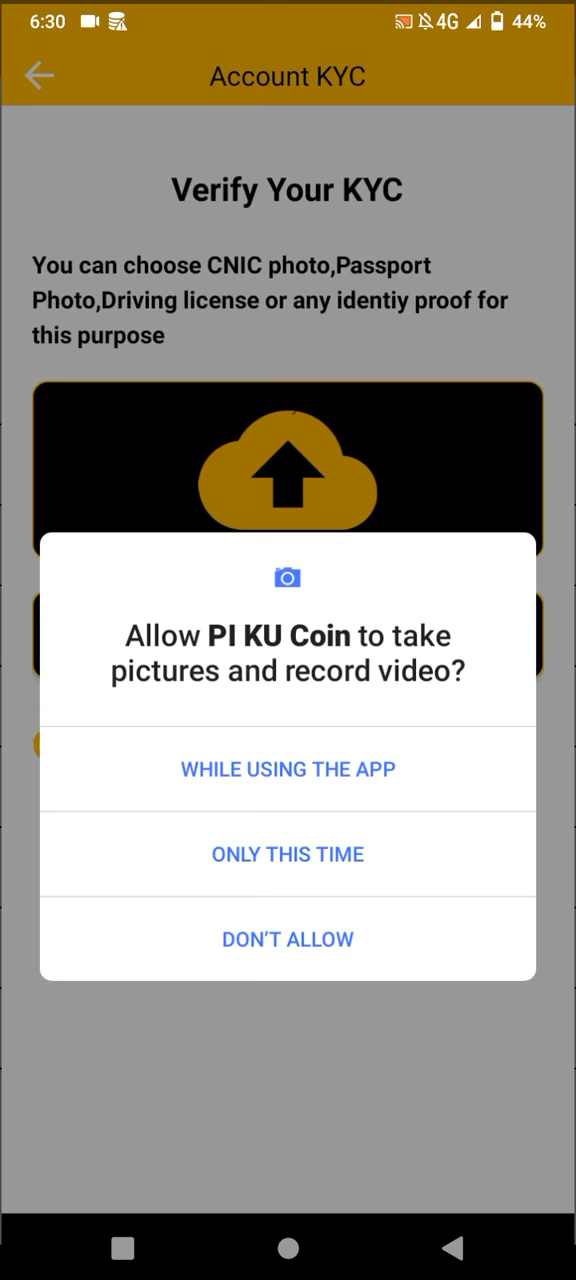 6:30 4G 44%
Account KYC
Verify Your KYC
You can choose CNIC photo,Passport
Photo,Driving license or any identiy proof for
this purpose
Allow PI KU Coin to take
pictures and record video?
WHILE USING THE APP
ONLY THIS TIME
DON'T ALLOW